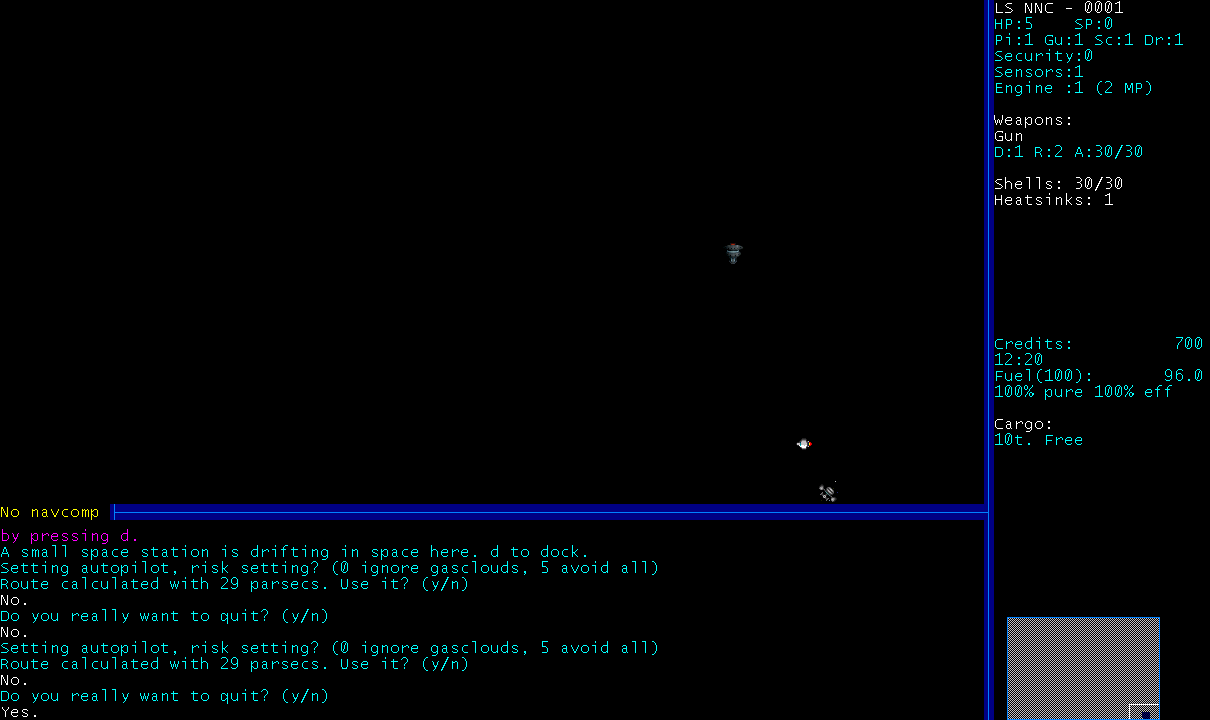 LS NNC - 0001
HP:5 SP:0
Pi:1 Gu:1 Sc:1 Dr:1
Security:0
Sensors:1
Engine :1 (2 MP)
Weapons:
Gun
D:1 R:2 A:30/30
Shells: 30/30
Heatsinks: 1
Credits: 700
12:20
Fuel(100): 96.0
100% pure 100% eff
Cargo:
10t. Free
No navcomp
by pressing d.
A small space station is drifting in space here. d to dock.
Setting autopilot, risk setting? (0 ignore gasclouds, 5 avoid all)
Route calculated with 29 parsecs. Use it? (y/n)
No.
Do you really want to quit? (y/n)
No.
Setting autopilot, risk setting? (0 ignore gasclouds, 5 avoid all)
Route calculated with 29 parsecs. Use it? (y/n)
No.
Do you really want to quit? (y/n)
Yes.